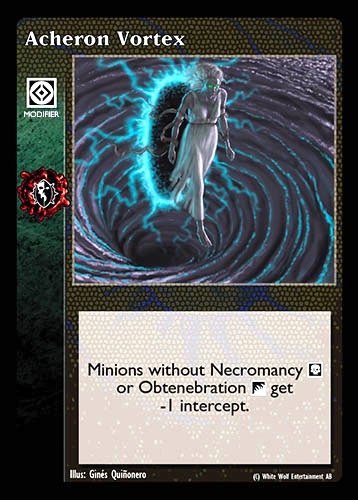 Acheron Vortex
MODIFIER
Minions without Necromancy
or Obtenebration get
-1 intercept.
Illus: Ginés Quiñonero
(C) White Wolf Entertainment AB